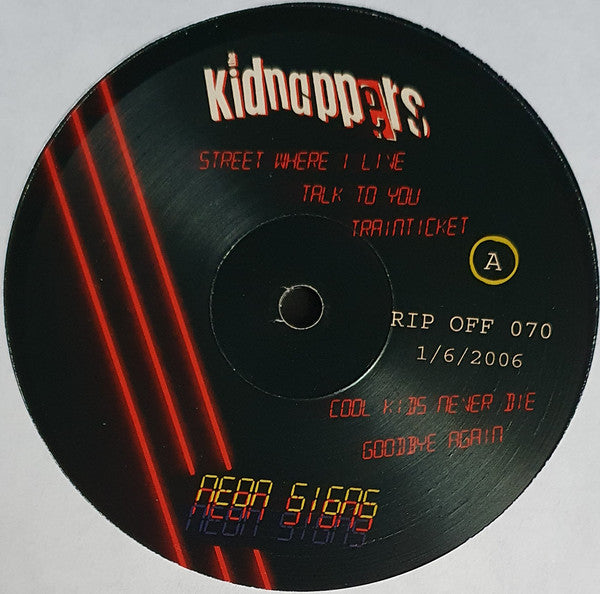 the
Kidnappers
STREET WHERE I LIVE
TALK TO YOU
TRAINTICKET
A
RIP OFF 070
1/6/2006
COOL KIDS NEVER DIE
GOODBYE AGAIN
NEON SIGNS